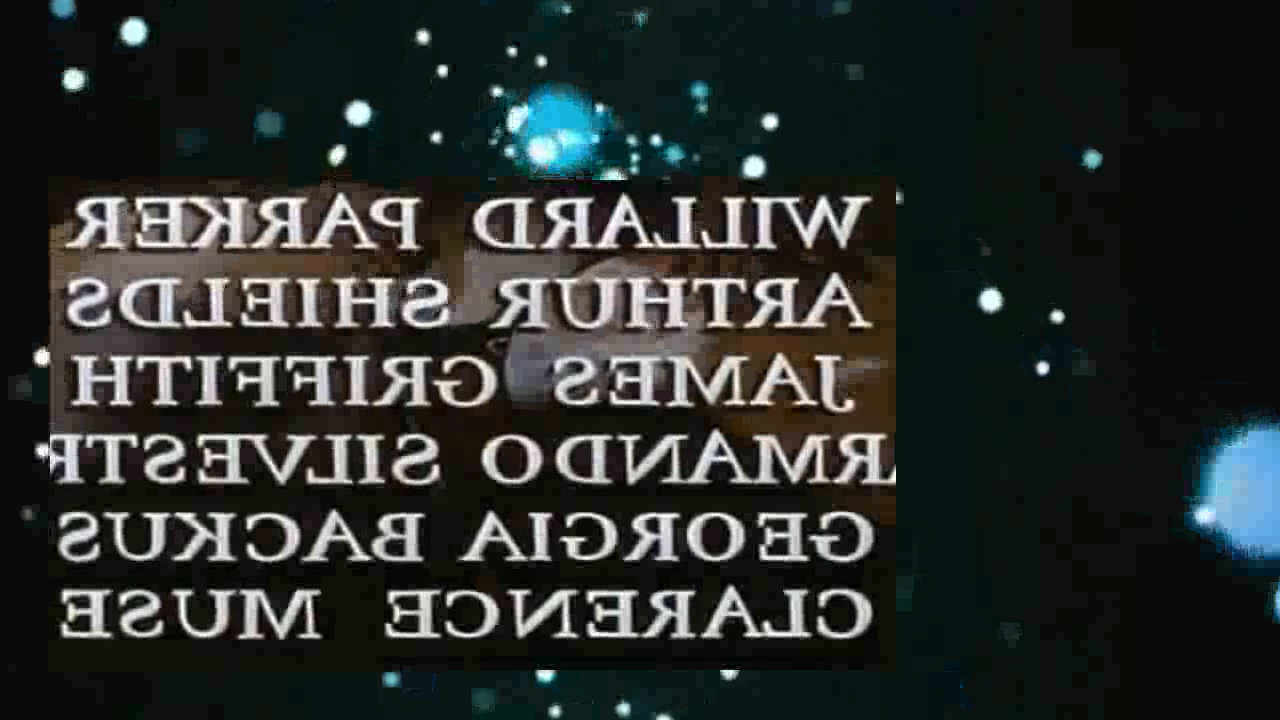 WILLARD PARKER
ARTHUR SHIELDS
JAMES GRIFFITH
RMANDO SILVESTR
GEORGIA BACKUS
CLARENCE MUSE